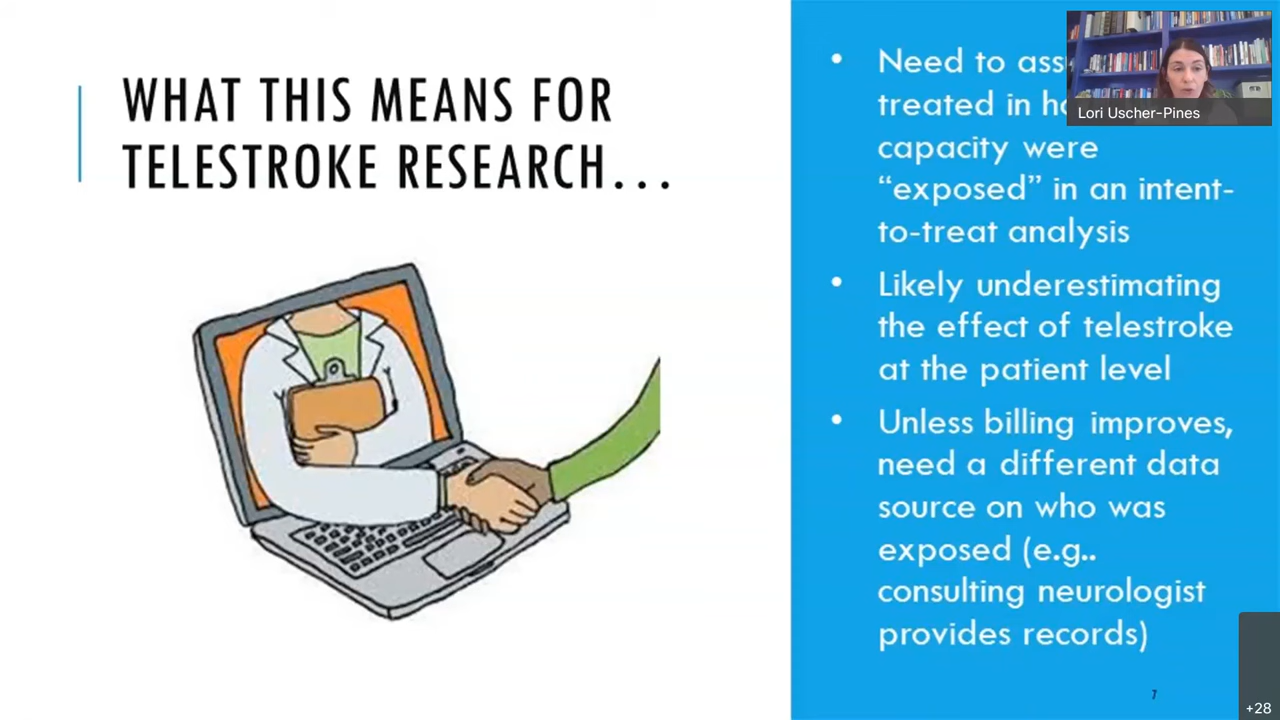 WHAT THIS MEANS FOR
TELESTROKE RESEARCH...
• Need to
Lori Uscher-Pines
treated in
capacity were
“exposed” in an intent-
to-treat analysis
• Likely underestimating
the effect of telestroke
at the patient level
• Unless billing improves,
need a different data
source on who was
exposed (e.g..
consulting neurologist
provides records)
7
+28